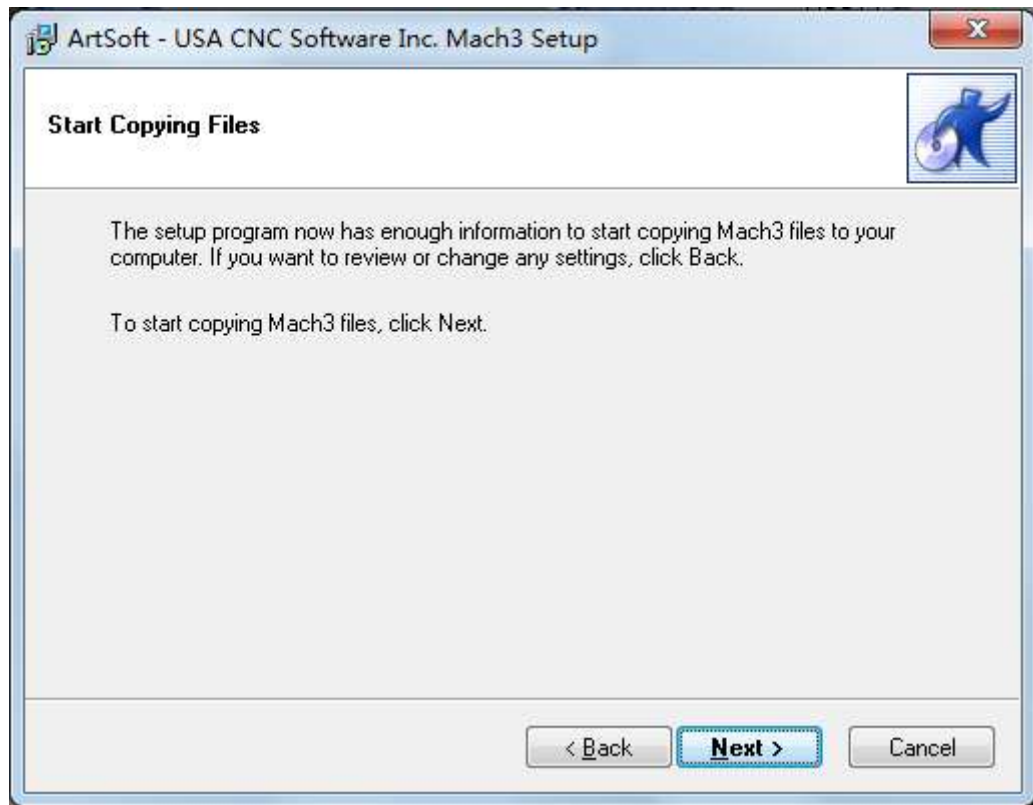 ArtSoft - USA CNC Software Inc. Mach3 Setup
Start Copying Files
The setup program now has enough information to start copying Mach3 files to your
computer. If you want to review or change any settings, click Back.
To start copying Mach3 files, click Next.
< Back
Next >
Cancel